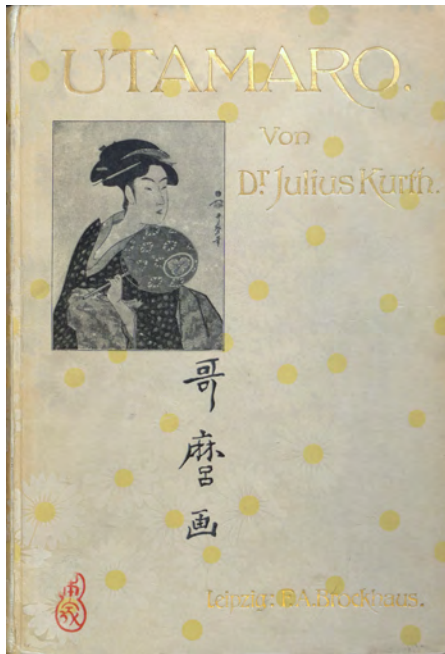 UTAMARO.
Von
Dr Julius Kurth.
哥
麿
画
Leipzig: F.A. Brockhaus.